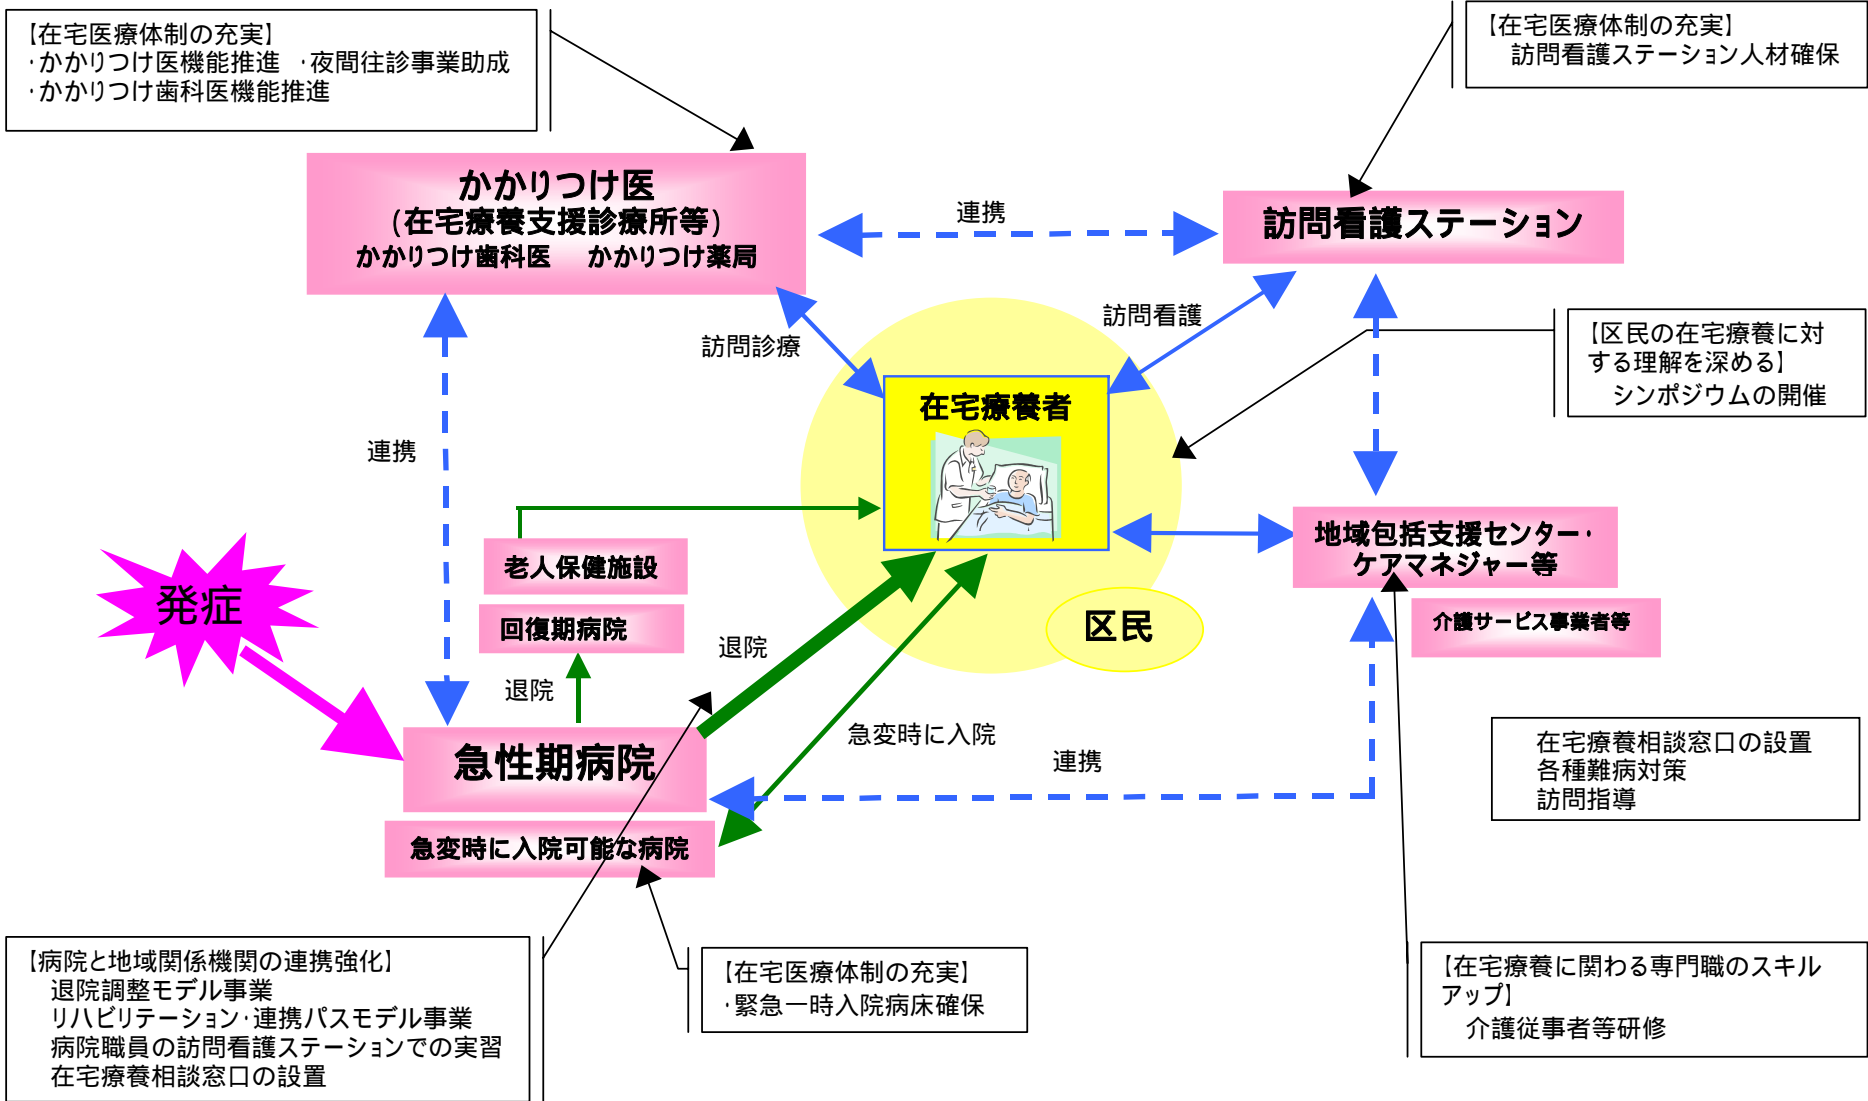 【在宅医療体制の充実】
・かかりつけ医機能推進　・夜間往診事業助成
・かかりつけ歯科医機能推進
【在宅医療体制の充実】
訪問看護ステーション人材確保
かかりつけ医
(在宅療養支援診療所等)
かかりつけ歯科医　かかりつけ薬局
連携
訪問看護ステーション
訪問診療
訪問看護
【区民の在宅療養に対
する理解を深める】
シンポジウムの開催
在宅療養者
連携
老人保健施設
回復期病院
発症
退院
退院
区民
地域包括支援センター・
ケアマネジャー等
介護サービス事業者等
急性期病院
急変時に入院
連携
急変時に入院可能な病院
在宅療養相談窓口の設置
各種難病対策
訪問指導
【病院と地域関係機関の連携強化】
退院調整モデル事業
リハビリテーション・連携パスモデル事業
病院職員の訪問看護ステーションでの実習
在宅療養相談窓口の設置
【在宅医療体制の充実】
・緊急一時入院病床確保
【在宅療養に関わる専門職のスキル
アップ】
介護従事者等研修